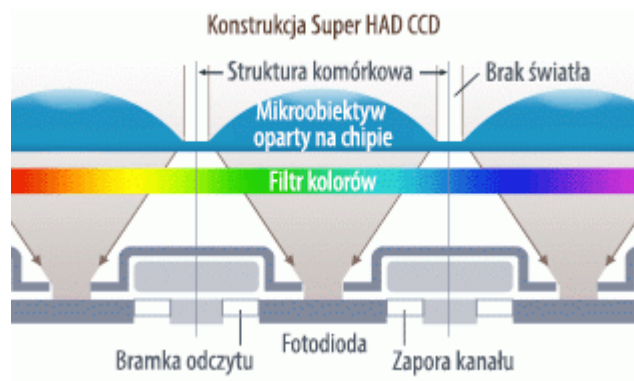 Konstrukcja Super HAD CCD
Struktura komórkowa
Brak światła
Mikroobiektyw
oparty na chipie
Filtr kolorów
Bramka odczytu
Fotodioda
Zapora kanału